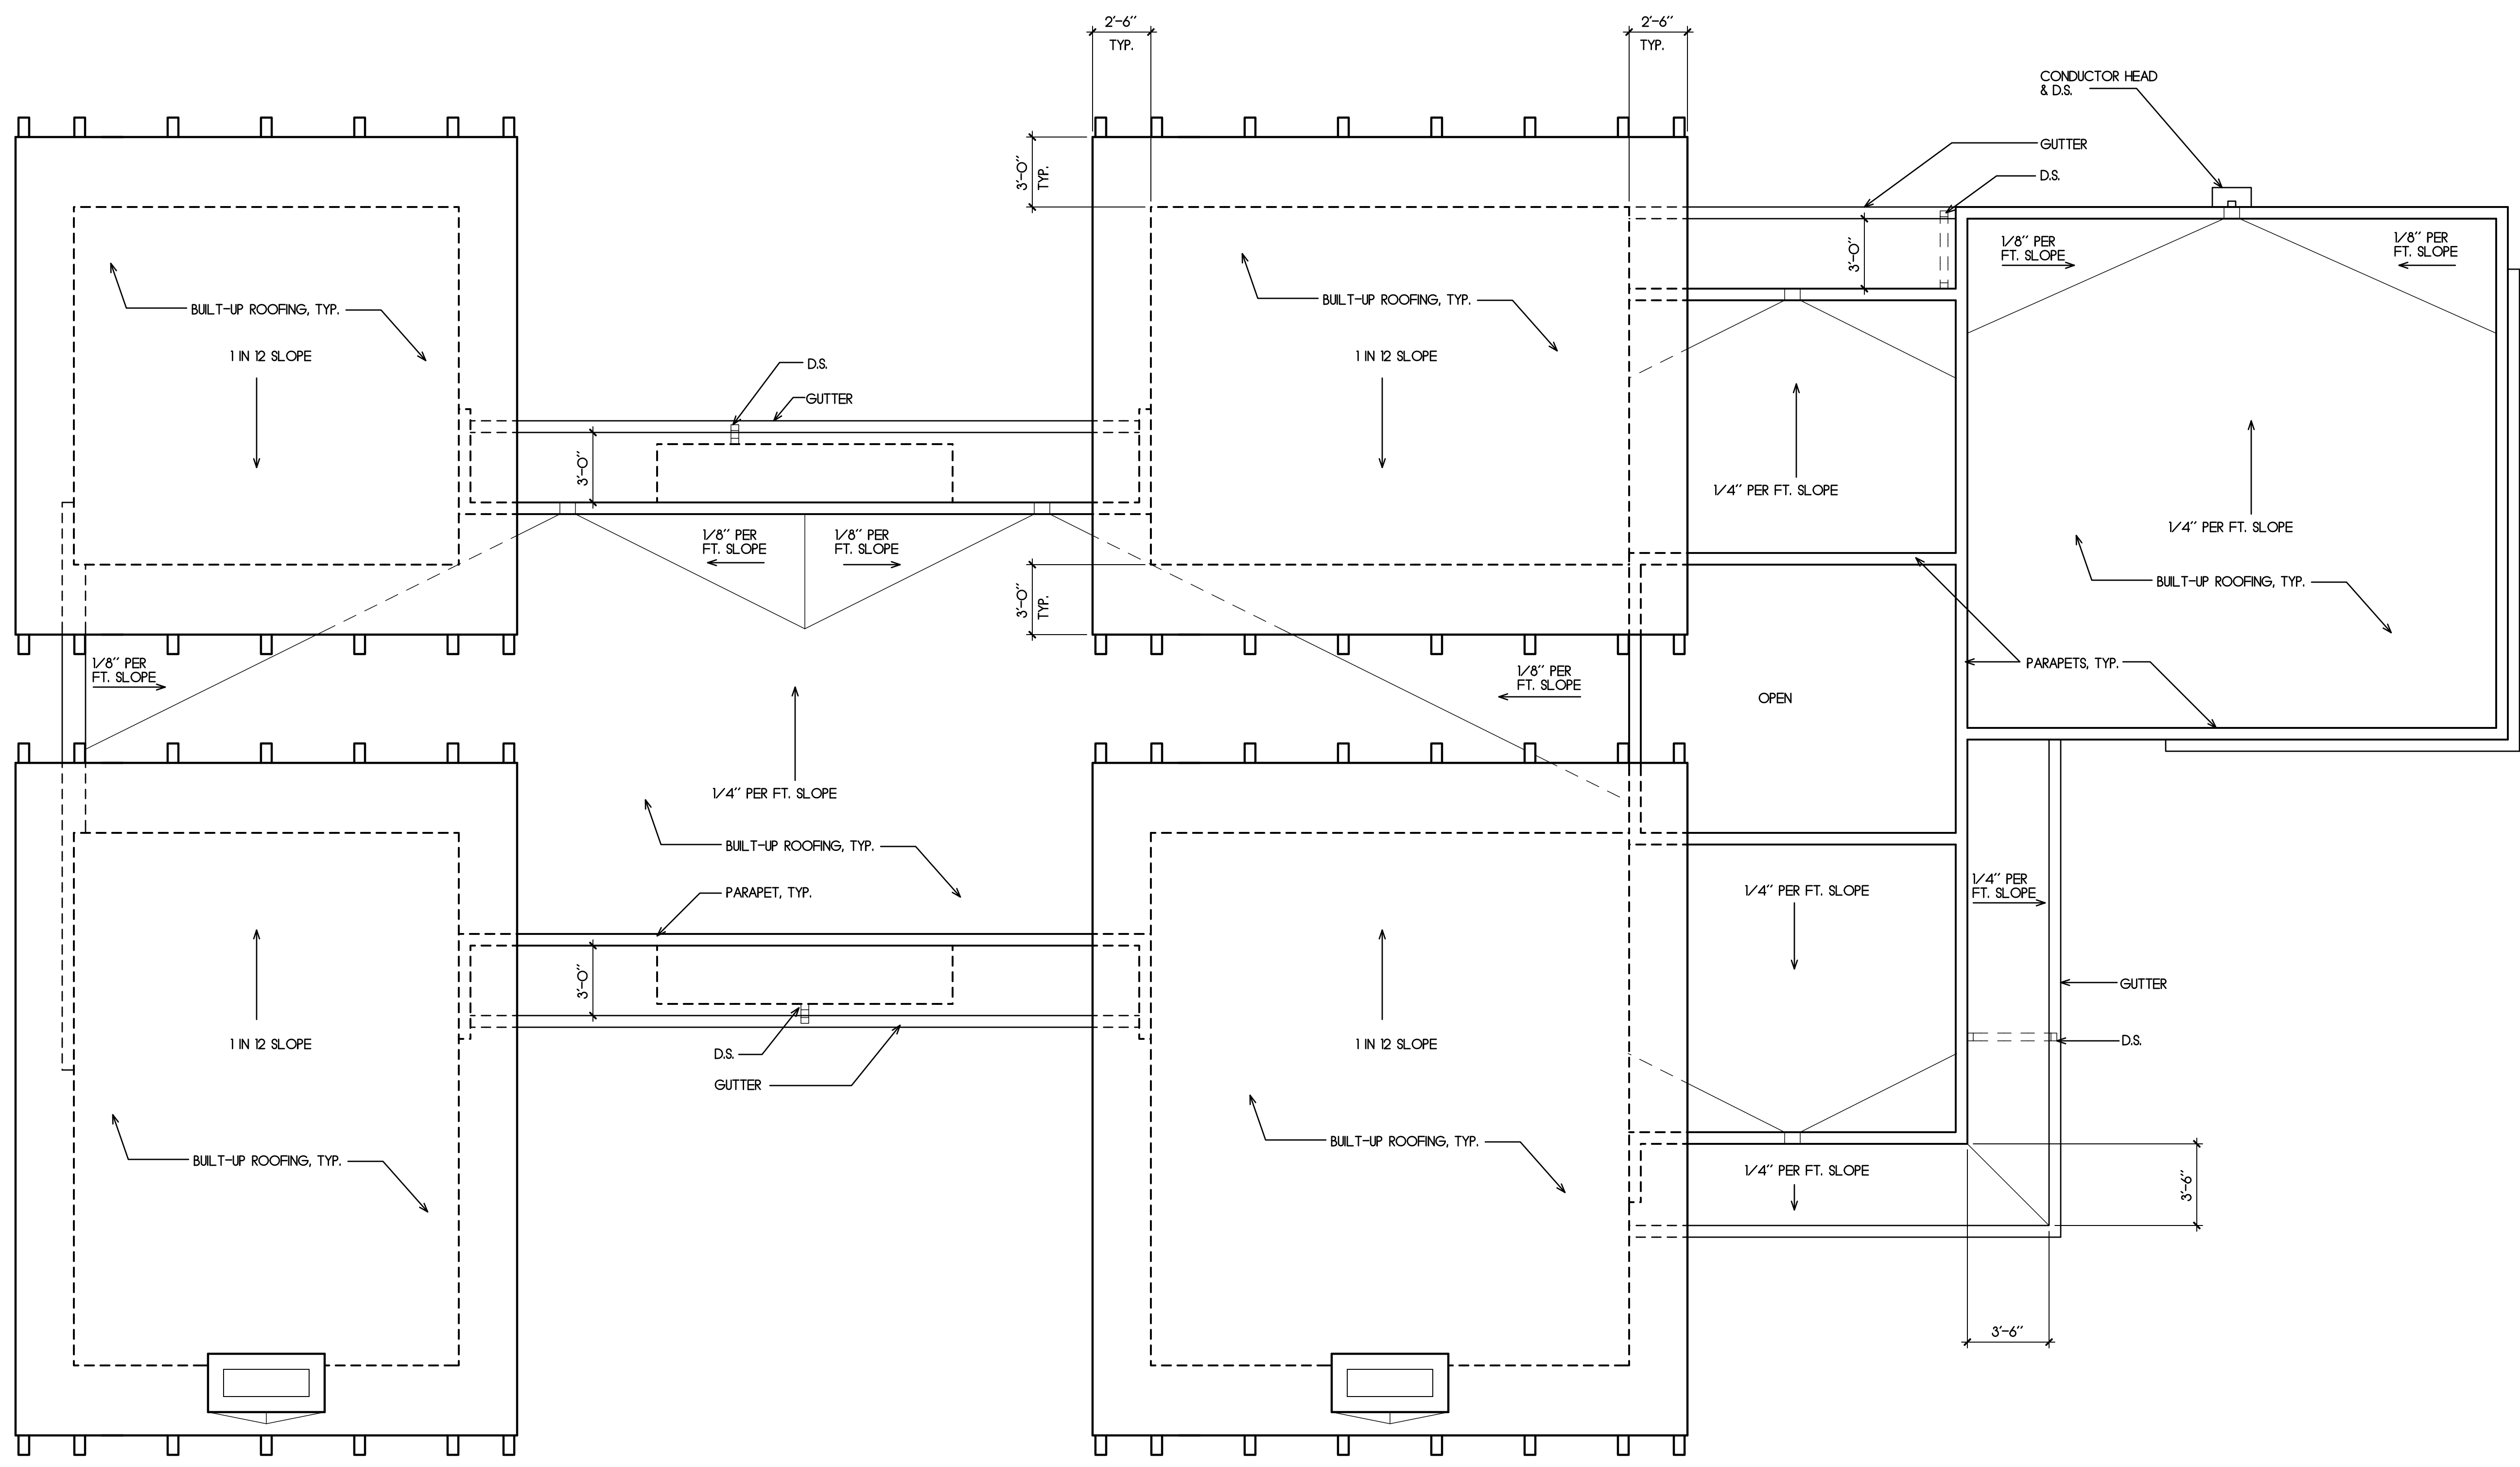 2'-6"
TYP.
2'-6"
TYP.
CONDUCTOR HEAD
& D.S.
GUTTER
D.S.
3'-0"
TYP.
3'-0"
1/8" PER
FT. SLOPE
1/8" PER
FT. SLOPE
BUILT-UP ROOFING, TYP.
1 IN 12 SLOPE
BUILT-UP ROOFING, TYP.
1 IN 12 SLOPE
D.S.
GUTTER
3'-0"
1/4" PER FT. SLOPE
1/4" PER FT. SLOPE
1/8" PER
FT. SLOPE
1/8" PER
FT. SLOPE
3'-0"
TYP.
BUILT-UP ROOFING, TYP.
1/8" PER
FT. SLOPE
1/8" PER
FT. SLOPE
PARAPETS, TYP.
OPEN
1/4" PER FT. SLOPE
BUILT-UP ROOFING, TYP.
PARAPET, TYP.
1/4" PER FT. SLOPE
1/4" PER
FT. SLOPE
3'-0"
GUTTER
1 IN 12 SLOPE
D.S.
GUTTER
1 IN 12 SLOPE
D.S.
BUILT-UP ROOFING, TYP.
BUILT-UP ROOFING, TYP.
1/4" PER FT. SLOPE
3'-6"
3'-6"